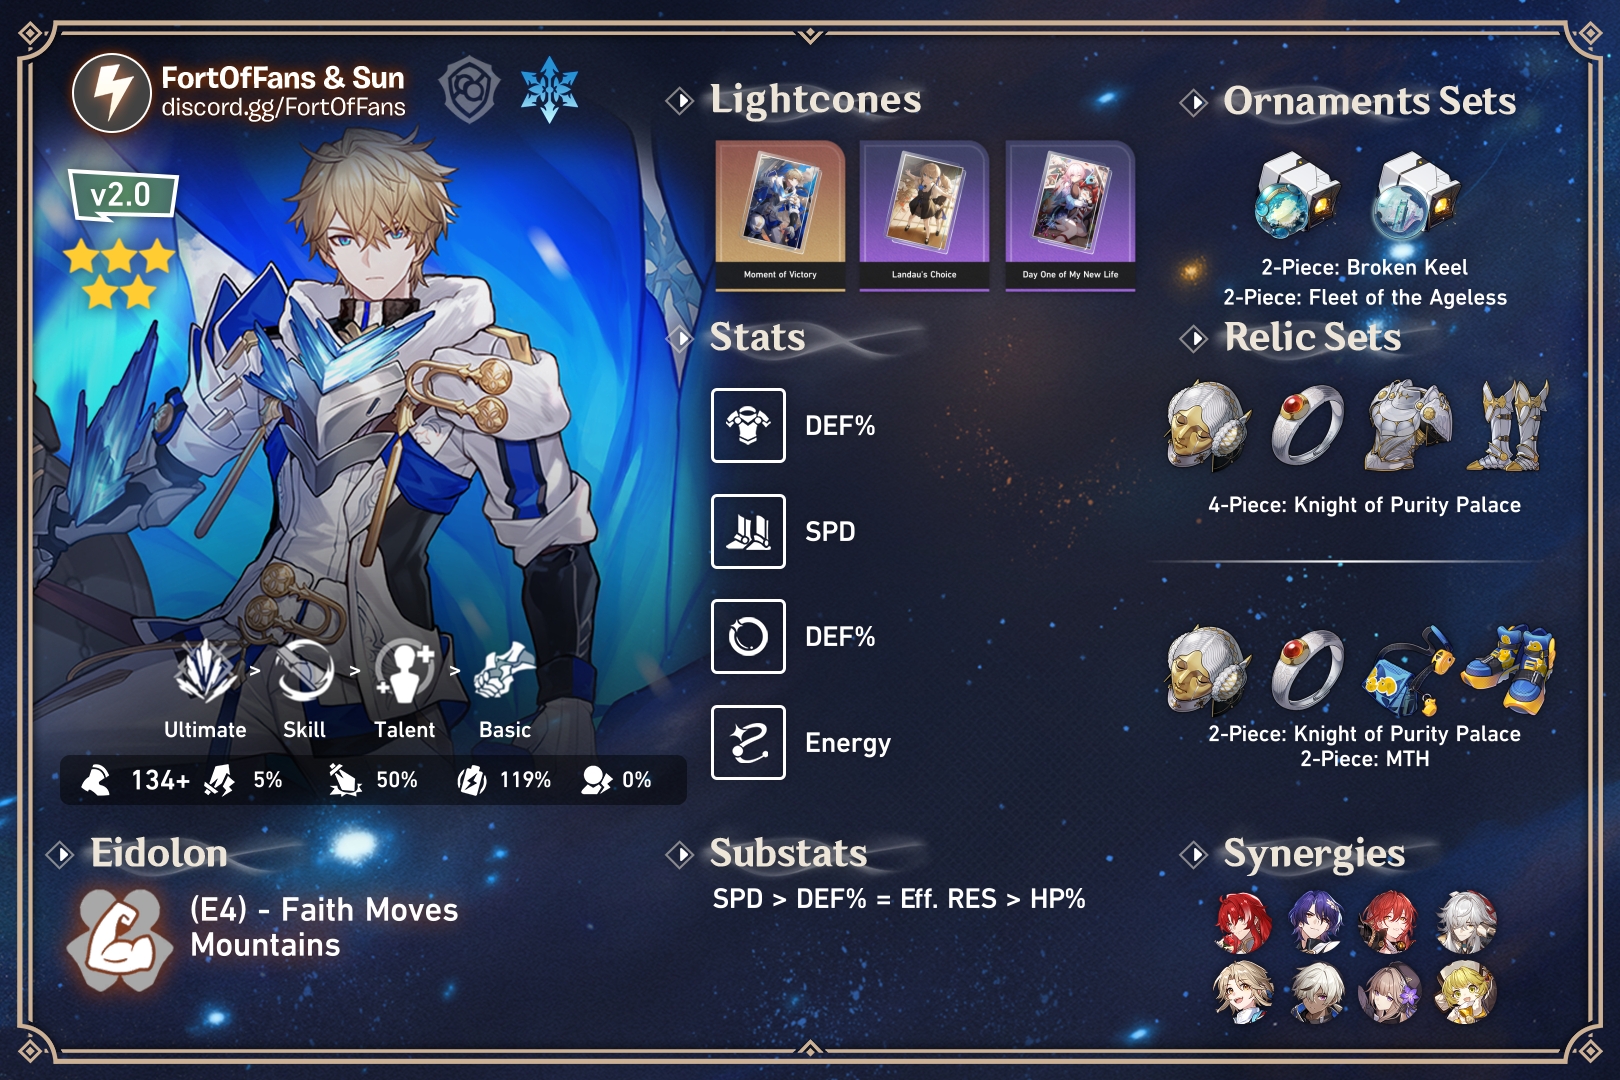 FortOfFans & Sun
discord.gg/FortOfFans
v2.0
Ultimate > Skill > Talent > Basic
134+ 5% 50% 119% 0%
Eidolon
(E4) - Faith Moves
Mountains
Lightcones
Moment of Victory
Landau's Choice
Day One of My New Life
Stats
DEF%
SPD
DEF%
Energy
Substats
SPD > DEF% = Eff. RES > HP%
Ornaments Sets
2-Piece: Broken Keel
2-Piece: Fleet of the Ageless
Relic Sets
4-Piece: Knight of Purity Palace
2-Piece: Knight of Purity Palace
2-Piece: MTH
Synergies